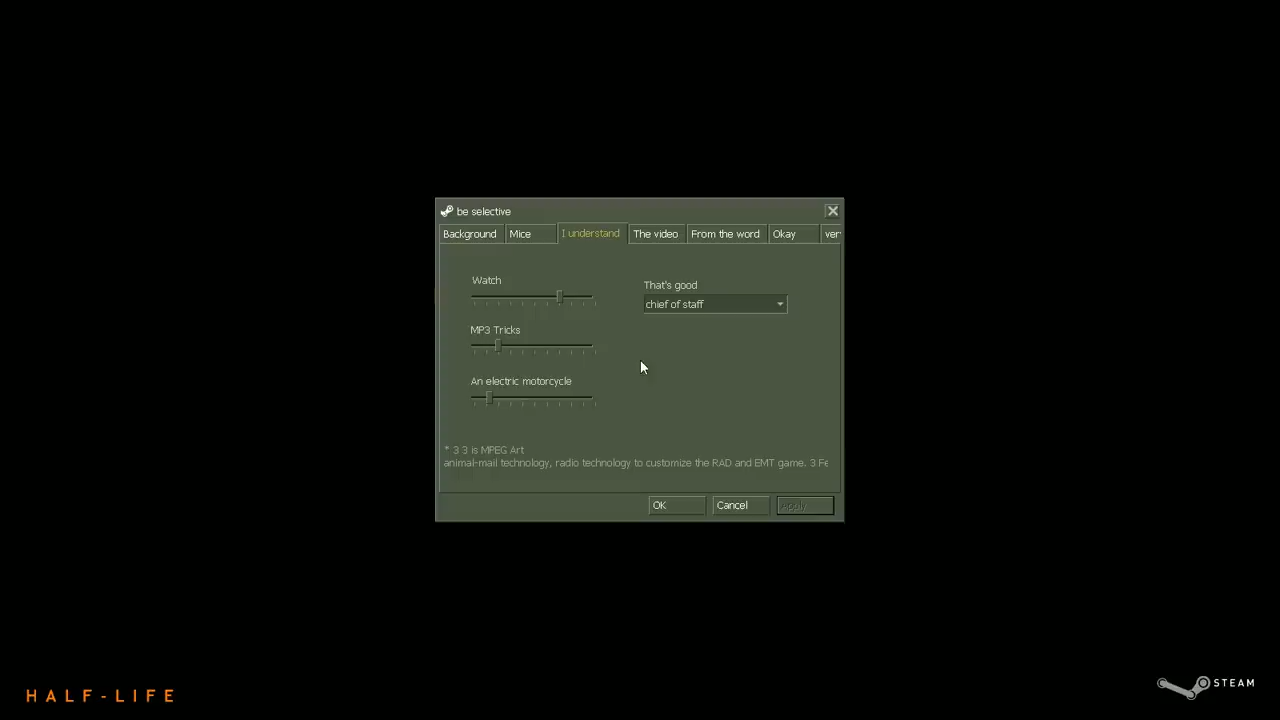 be selective
Background
Mice
I understand
The video
From the word
Okay
ver
Watch
That's good
chief of staff
MP3 Tricks
An electric motorcycle
* 3 3 is MPEG Art
animal-mail technology, radio technology to customize the RAD and EMT game. 3 Fe
OK
Cancel
Apply
HALF-LIFE
STEAM